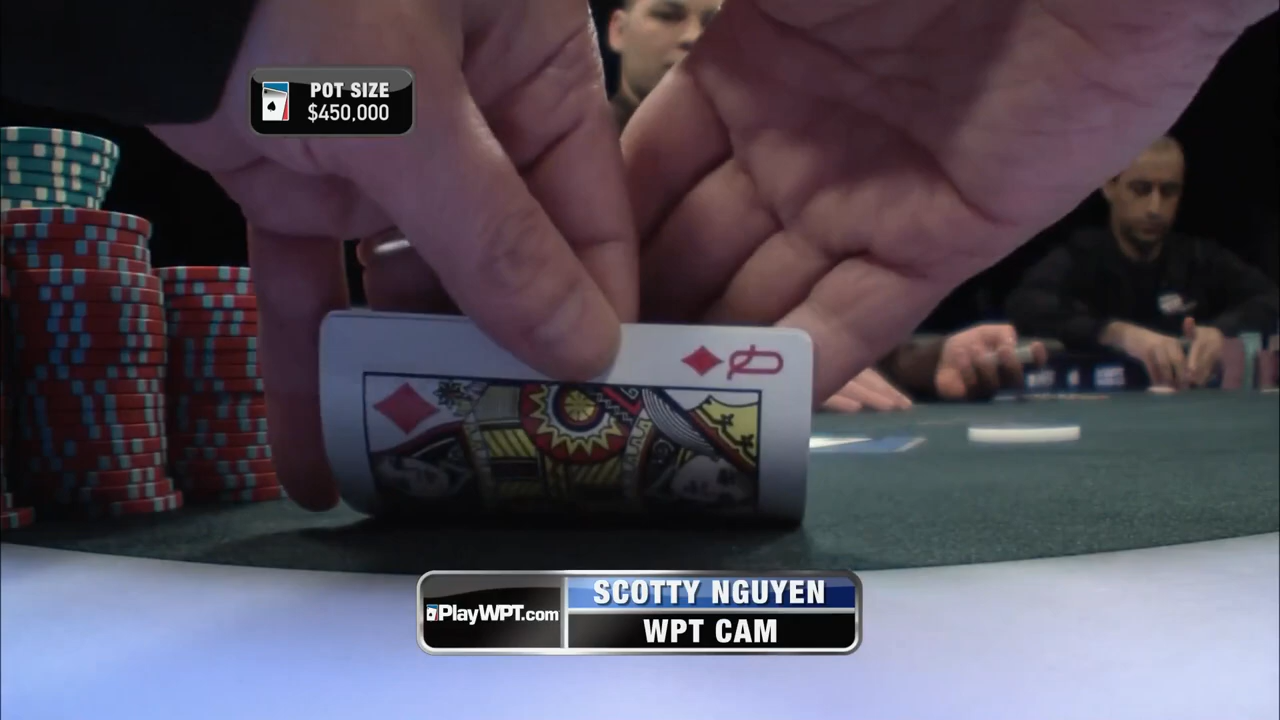 POT SIZE
$450,000
Q
PlayWPT.com
SCOTTY NGUYEN
WPT CAM